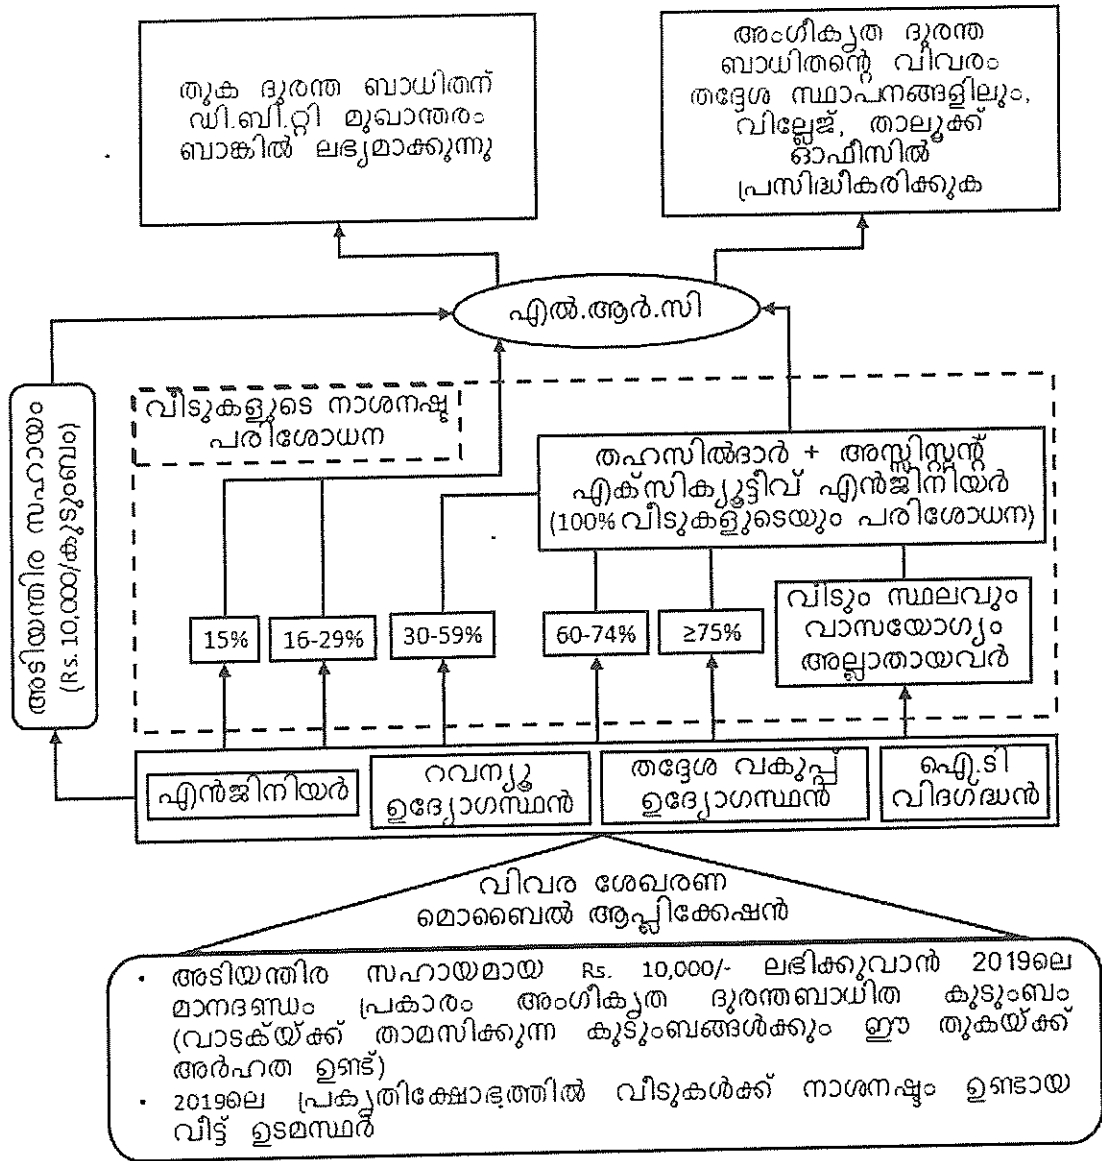 തുക ദുരന്ത ബാധിതന്
ഡി.ബി.റ്റി മുഖാന്തരം
ബാങ്കിൽ ലഭ്യമാക്കുന്നു
അംഗീകൃത ദുരന്ത
ബാധിതന്റെ വിവരം
തദ്ദേശ സ്ഥാപനങ്ങളിലും,
വില്ലേജ്, താലൂക്ക്
ഓഫീസിൽ
പ്രസിദ്ധീകരിക്കുക
എൽ.ആർ.സി
അടിയന്തിര സഹായം
(Rs. 10,000/കുടുംബം)
വീടുകളുടെ നാശനഷ്ട
പരിശോധന
തഹസിൽദാർ + അസ്സിസ്റ്റന്റ്
എക്സിക്യൂട്ടീവ് എൻജിനിയർ
(100% വീടുകളുടെയും പരിശോധന)
15%
16-29%
30-59%
60-74%
≥75%
വീടും സ്ഥലവും
വാസയോഗ്യം
അല്ലാതായവർ
എൻജിനിയർ
റവന്യൂ
ഉദ്യോഗസ്ഥൻ
തദ്ദേശ വകുപ്പ്
ഉദ്യോഗസ്ഥൻ
ഐ.ടി
വിദഗ്ദ്ധൻ
വിവര ശേഖരണ
മൊബൈൽ ആപ്ലിക്കേഷൻ
• അടിയന്തിര സഹായമായ Rs. 10,000/- ലഭിക്കുവാൻ 2019ലെ
മാനദണ്ഡം പ്രകാരം അംഗീകൃത ദുരന്തബാധിത കുടുംബം
(വാടക്യ്ക്ക് താമസിക്കുന്ന കുടുംബങ്ങൾക്കും ഈ തുകയ്ക്ക്
അർഹത ഉണ്ട്)
• 2019ലെ പ്രകൃതിക്ഷോഭത്തിൽ വീടുകൾക്ക് നാശനഷ്ടം ഉണ്ടായ
വീട്ട് ഉടമസ്ഥർ